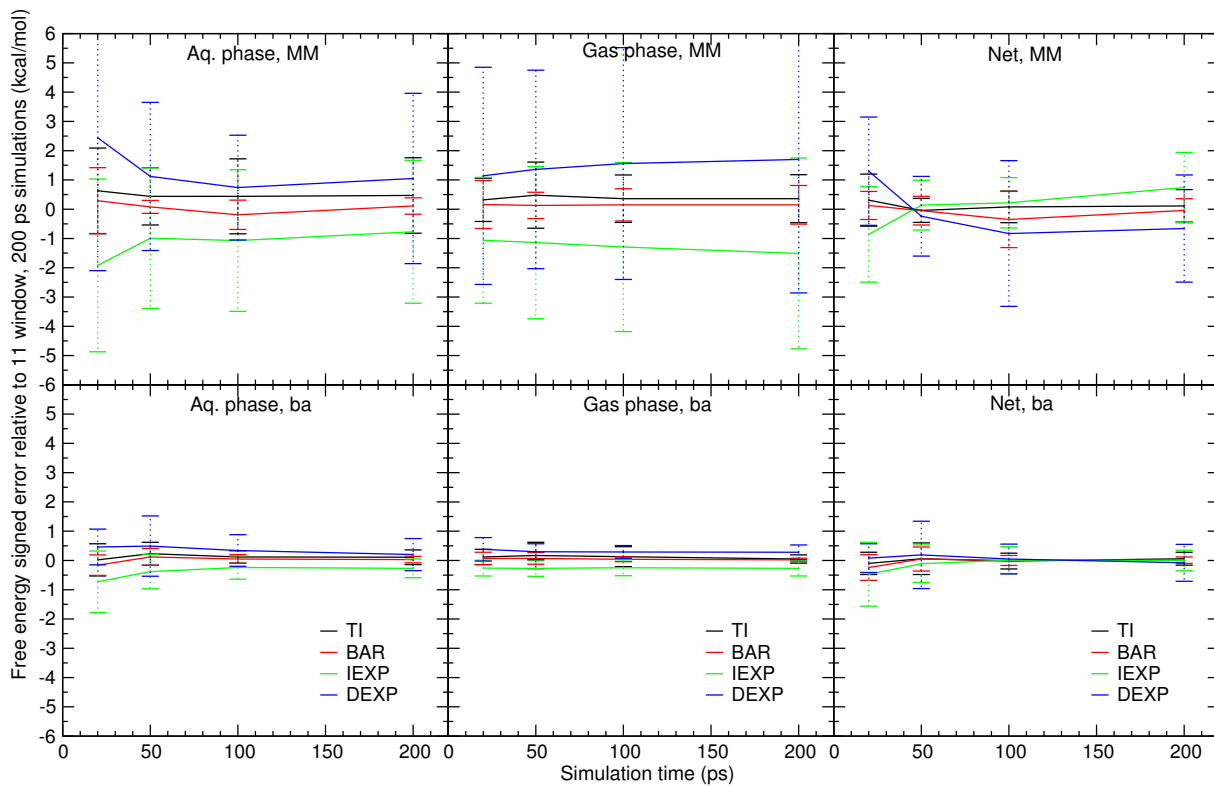 Free energy signed error relative to 11 window, 200 ps simulations (kcal/mol)
Aq. phase, MM
Gas phase, MM
Net, MM
6
5
4
3
2
1
0
-1
-2
-3
-4
-5
-6
Aq. phase, ba
Gas phase, ba
Net, ba
5
4
3
2
1
0
-1
-2
-3
-4
-5
-6
TI
BAR
IEXP
DEXP
TI
BAR
IEXP
DEXP
TI
BAR
IEXP
DEXP
0 50 100 150 200
0 50 100 150 200
0 50 100 150 200
Simulation time (ps)